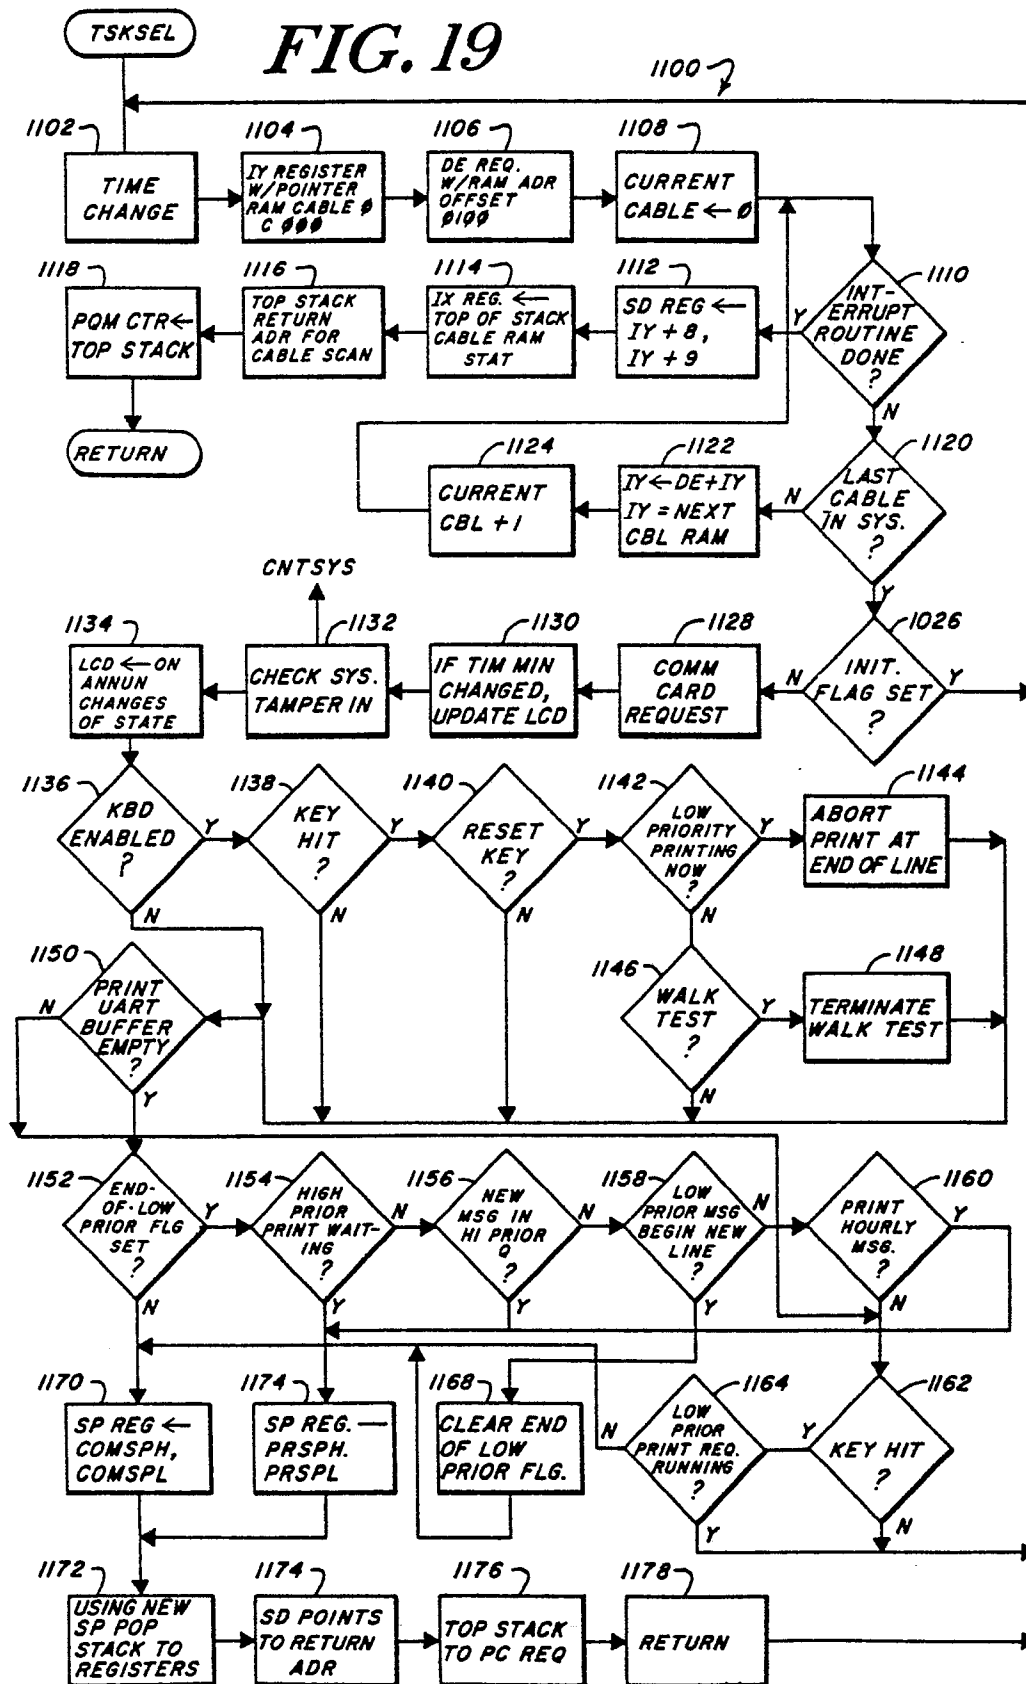 TSKSEL
FIG. 19
1100
1102
TIME
CHANGE
1104
IY REGISTER
W/POINTER
RAM CABLE Ø
C ØØØ
1106
DE REQ.
W/RAM ADR
OFFSET
Ø1ØØ
1108
CURRENT
CABLE ← Ø
1110
INT-
ERRUPT
ROUTINE
DONE
?
Y
N
1112
SD REG ←
IY + 8,
IY + 9
1114
IX REG. ←
TOP OF STACK
CABLE RAM
STAT
1116
TOP STACK
RETURN
ADR FOR
CABLE SCAN
1118
PQM CTR ←
TOP STACK
RETURN
1120
LAST
CABLE
IN SYS.
?
N
Y
1122
IY ← DE + IY
IY = NEXT
CBL RAM
1124
CURRENT
CBL + 1
CNTSYS
1026
INIT.
FLAG SET
?
N
Y
1128
COMM
CARD
REQUEST
1130
IF TIM MIN
CHANGED,
UPDATE LCD
1132
CHECK SYS.
TAMPER IN
1134
LCD ← ON
ANNUN
CHANGES
OF STATE
1136
KBD
ENABLED
?
Y
N
1138
KEY
HIT
?
Y
N
1140
RESET
KEY
?
Y
N
1142
LOW
PRIORITY
PRINTING
NOW
?
Y
N
1144
ABORT
PRINT AT
END OF LINE
1146
WALK
TEST
?
Y
N
1148
TERMINATE
WALK TEST
1150
PRINT
UART
BUFFER
EMPTY
?
N
Y
1152
END-
OF-LOW
PRIOR FLG
SET
?
Y
N
1154
HIGH
PRIOR
PRINT WAIT-
ING
?
N
Y
1156
NEW
MSG IN
HI PRIOR
Q
?
N
Y
1158
LOW
PRIOR MSG
BEGIN NEW
LINE
?
N
Y
1160
PRINT
HOURLY
MSG.
?
Y
N
1170
SP REG ←
COMSPH,
COMSPL
1174
SP REG. —
PRSPH.
PRSPL
1168
CLEAR END
OF LOW
PRIOR FLG.
1164
LOW
PRIOR
PRINT REQ.
RUNNING
?
N
Y
1162
KEY HIT
?
Y
N
1172
USING NEW
SP POP
STACK TO
REGISTERS
1174
SD POINTS
TO RETURN
ADR
1176
TOP STACK
TO PC REQ
1178
RETURN